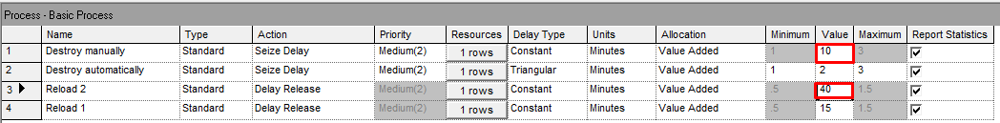 Process - Basic Process
Name Type Action Priority Resources Delay Type Units Allocation Minimum Value Maximum Report Statistics
1 Destroy manually Standard Seize Delay Medium(2) 1 rows Constant Minutes Value Added 1 10 3
2 Destroy automatically Standard Seize Delay Medium(2) 1 rows Triangular Minutes Value Added 1 2 3
3 Reload 2 Standard Delay Release Medium(2) 1 rows Constant Minutes Value Added .5 40 1.5
4 Reload 1 Standard Delay Release Medium(2) 1 rows Constant Minutes Value Added .5 15 1.5